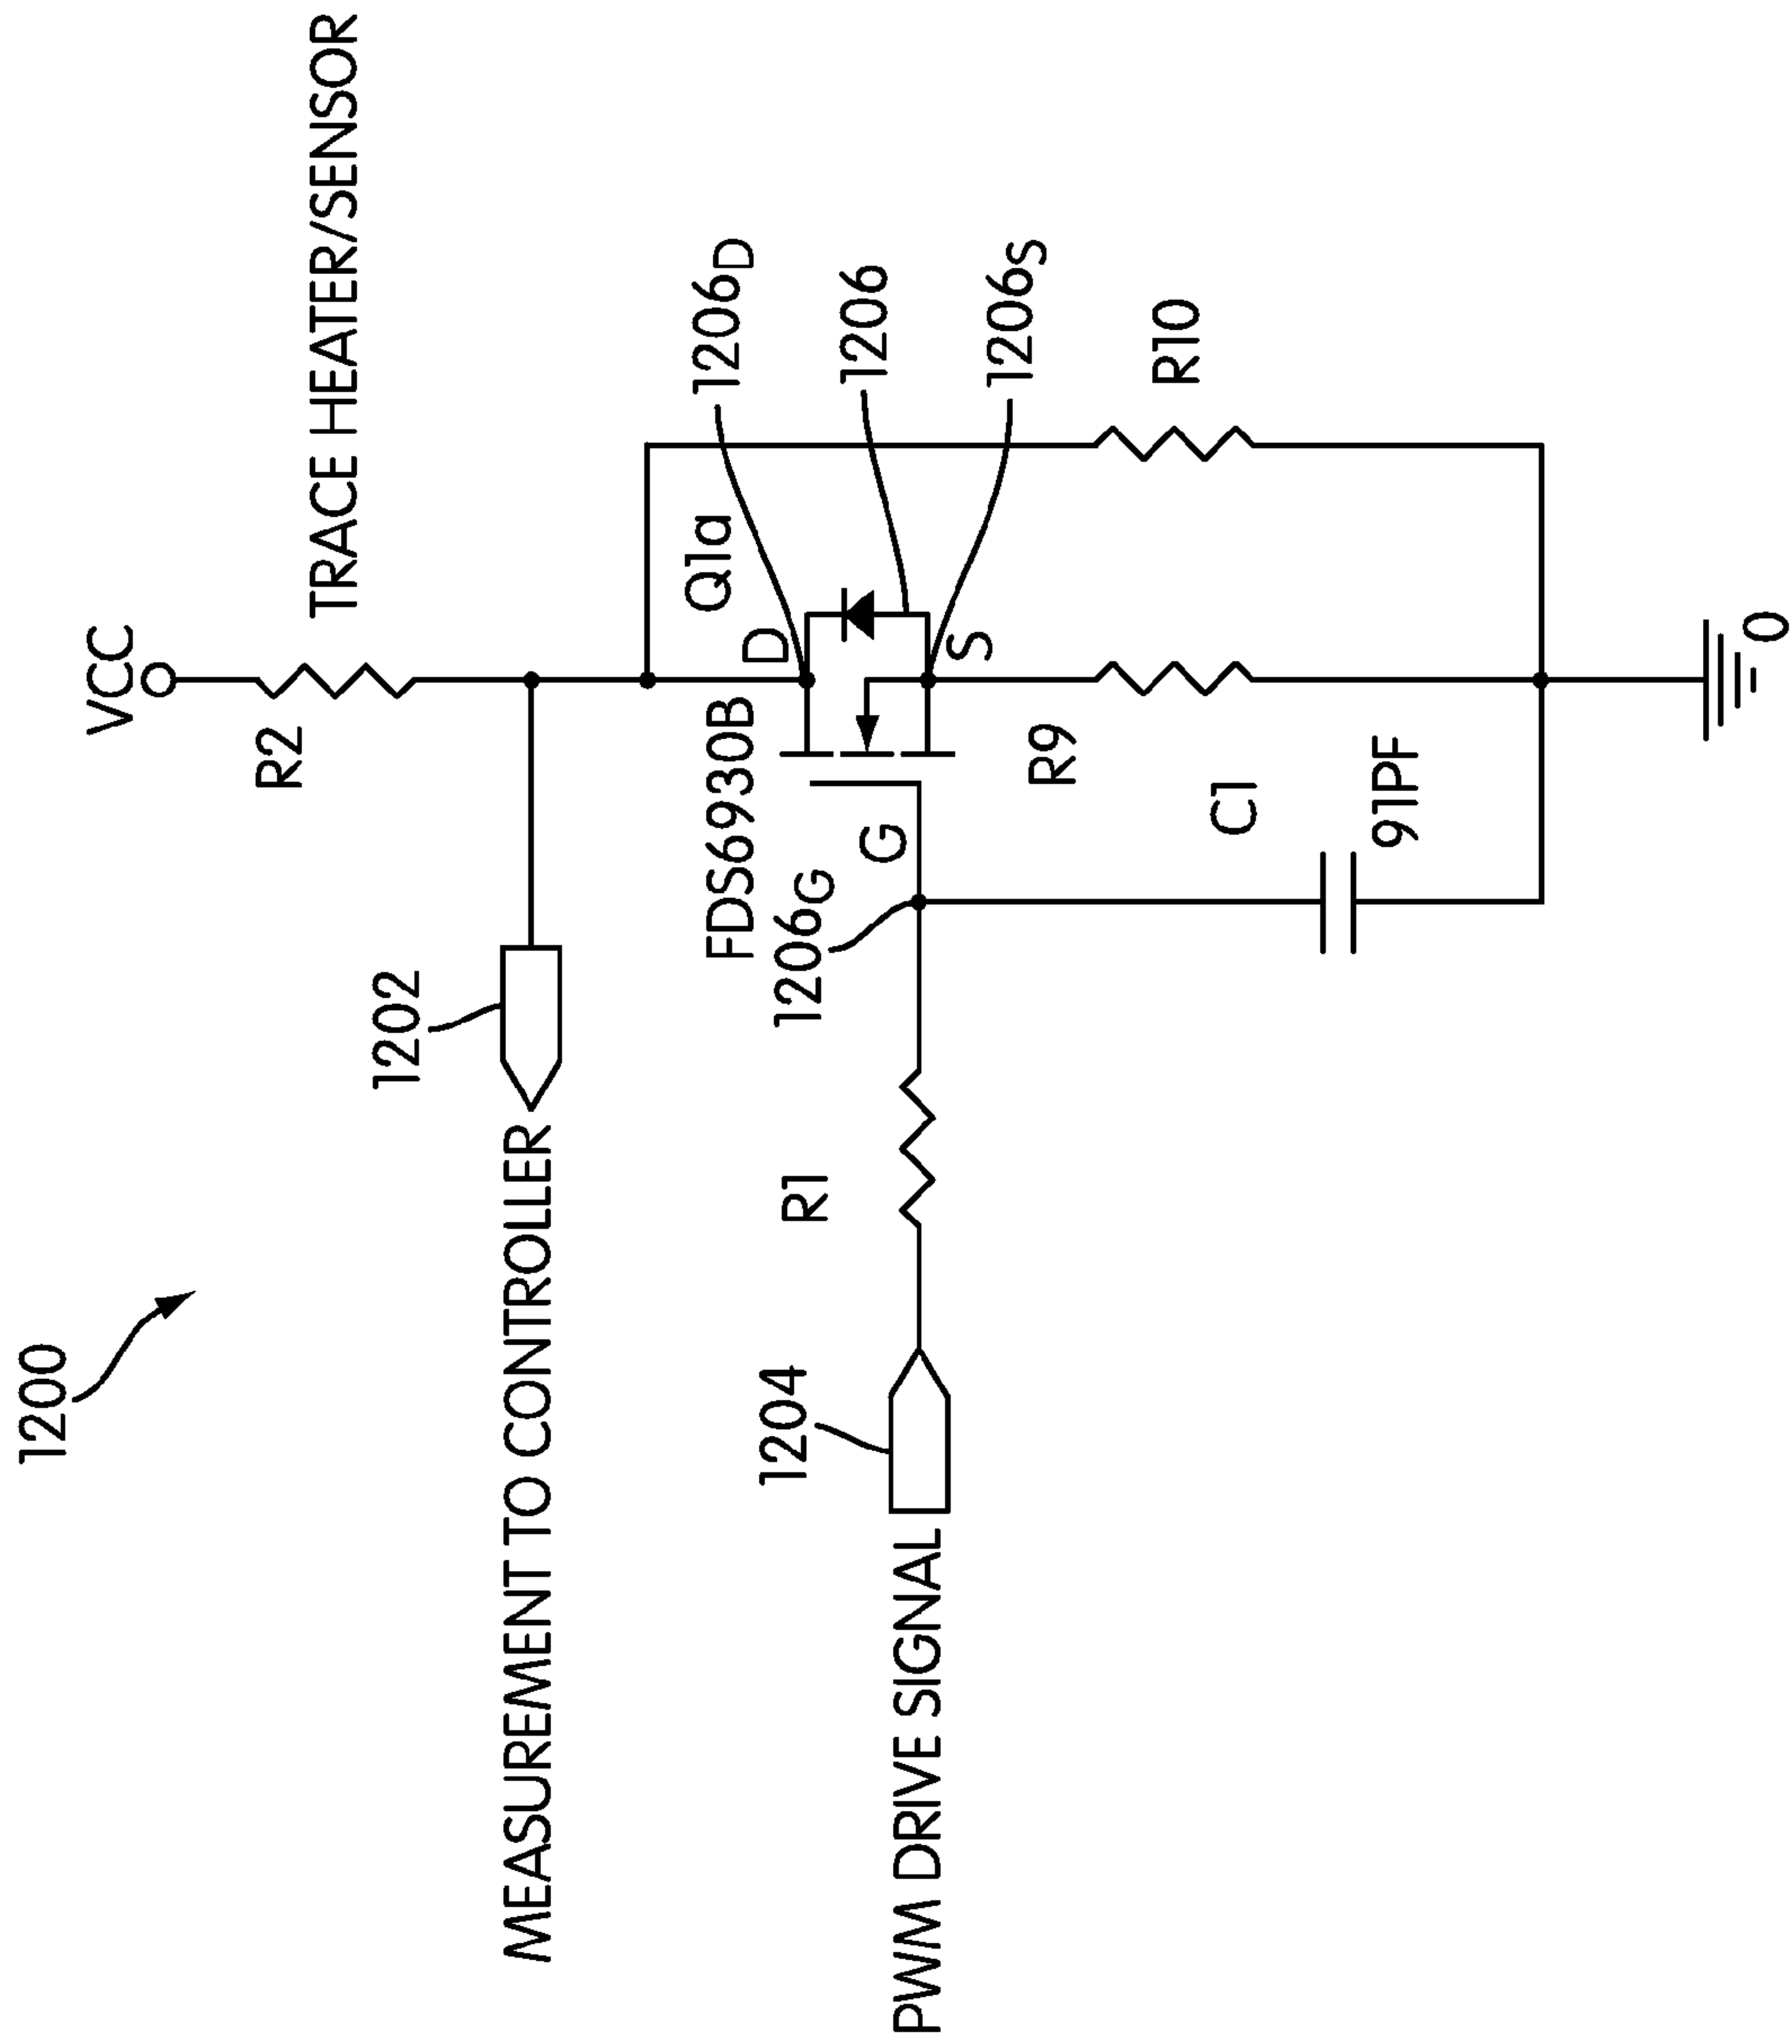 1200
VCC
R2
TRACE HEATER/SENSOR
1202
MEASUREMENT TO CONTROLLER
FDS6930B
Q1a
D
1206D
1206
1206S
S
G
1206G
R1
1204
PWM DRIVE SIGNAL
R9
R10
C1
91PF
0